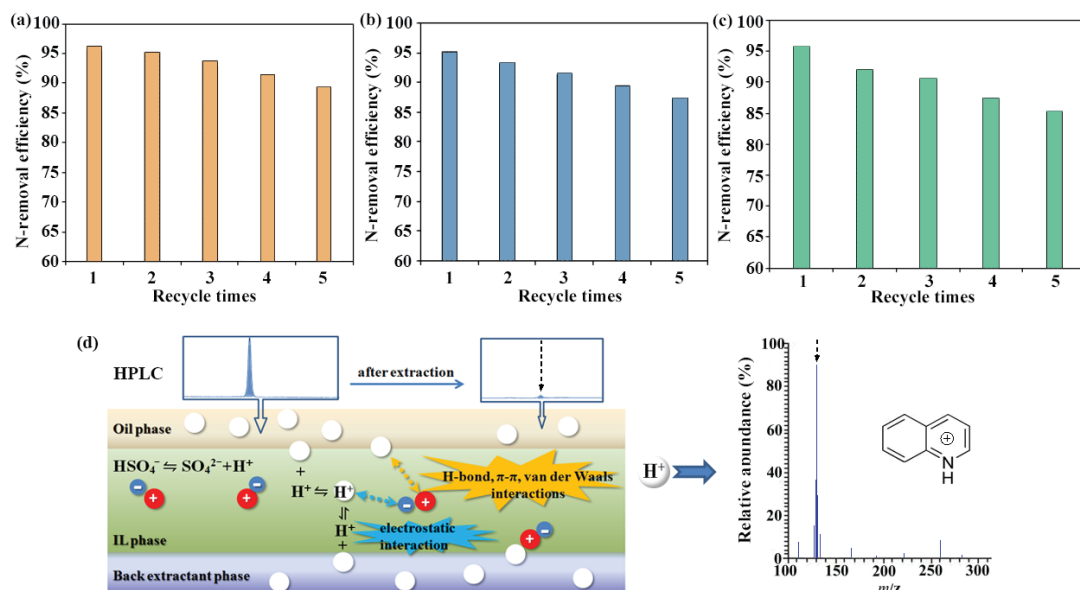 (a)
100
95
90
85
80
75
70
65
60
N-removal efficiency (%)
1 2 3 4 5
Recycle times
(b)
100
95
90
85
80
75
70
65
60
N-removal efficiency (%)
1 2 3 4 5
Recycle times
(c)
100
95
90
85
80
75
70
65
60
N-removal efficiency (%)
1 2 3 4 5
Recycle times
(d)
HPLC
after extraction
Oil phase
HSO₄⁻ ⇋ SO₄²⁻+H⁺
− +
− +
+
H⁺ ⇋ H⁺
⇌
H⁺
+
− +
H-bond, π-π, van der Waals
interactions
electrostatic
interaction
− +
IL phase
Back extractant phase
H⁺
100
80
60
40
20
0
Relative abundance (%)
100 200 300
m/z
+
N
H